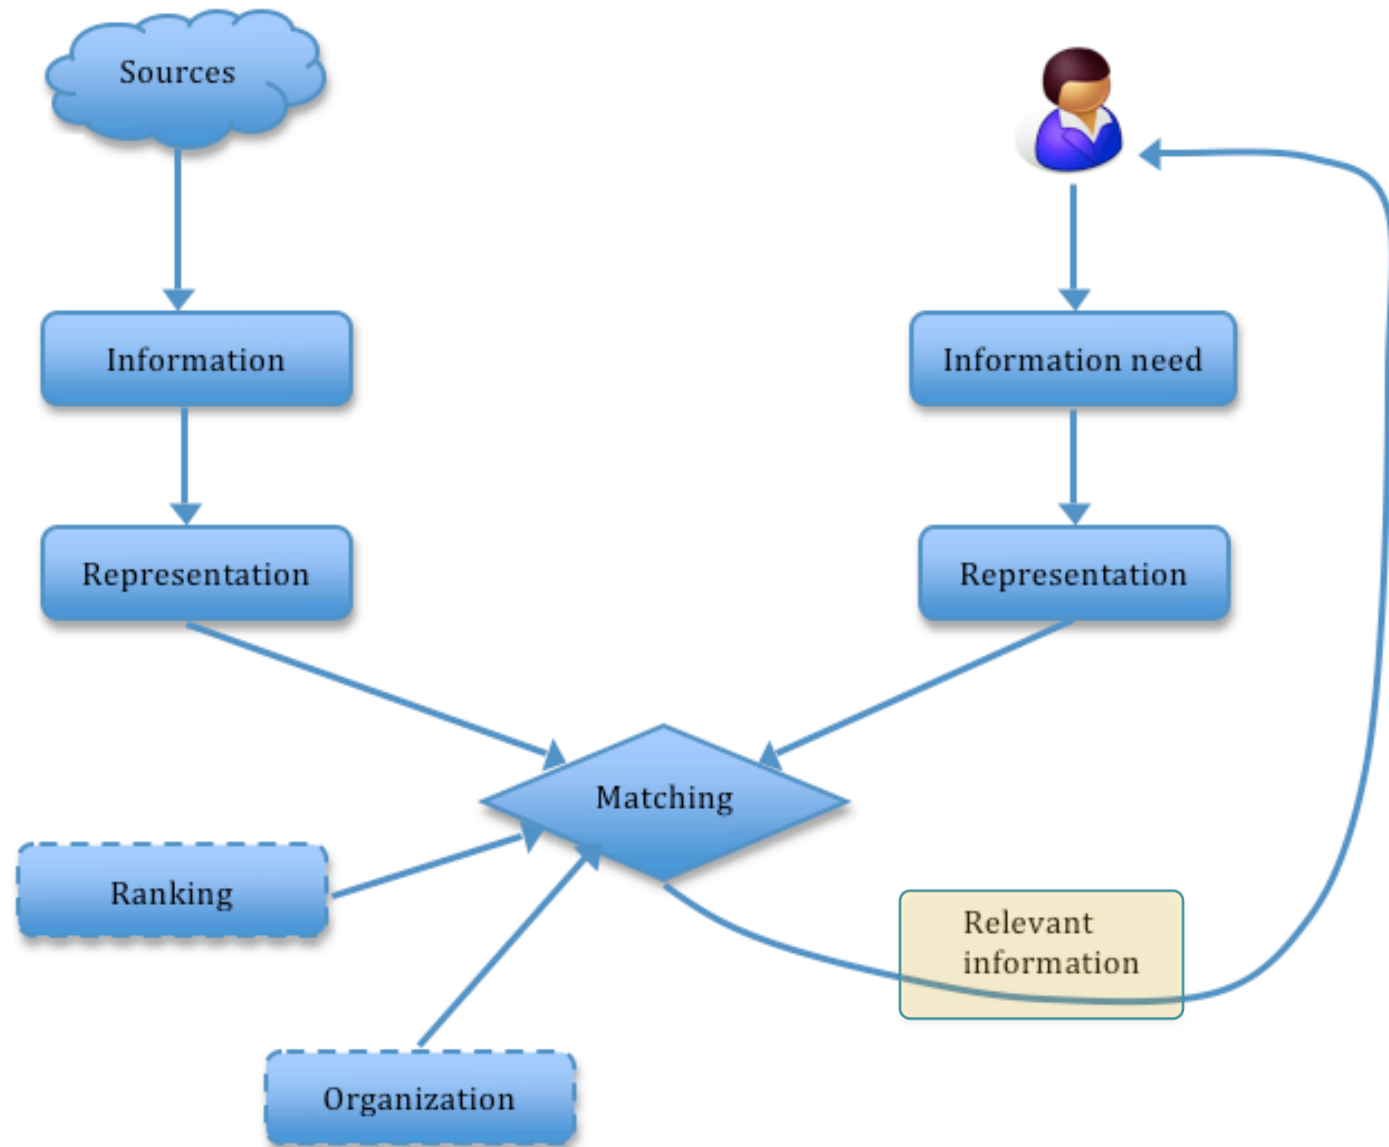 Sources
Information
Information need
Representation
Representation
Matching
Ranking
Relevant
information
Organization